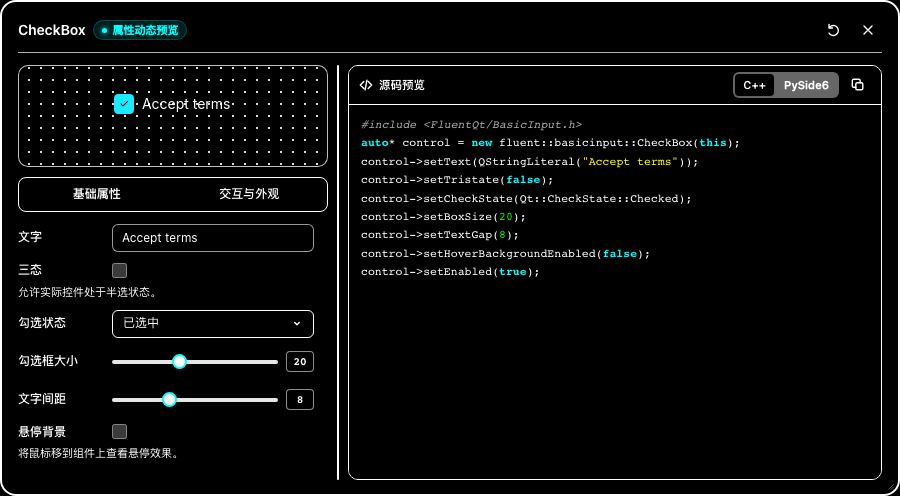 CheckBox
属性动态预览
Accept terms
基础属性
交互与外观
文字
Accept terms
三态
允许实际控件处于半选状态。
勾选状态
已选中
勾选框大小
20
文字间距
8
悬停背景
将鼠标移到组件上查看悬停效果。
源码预览
C++
PySide6
#include <FluentQt/BasicInput.h>
auto* control = new fluent::basicinput::CheckBox(this);
control->setText(QStringLiteral("Accept terms"));
control->setTristate(false);
control->setCheckState(Qt::CheckState::Checked);
control->setBoxSize(20);
control->setTextGap(8);
control->setHoverBackgroundEnabled(false);
control->setEnabled(true);